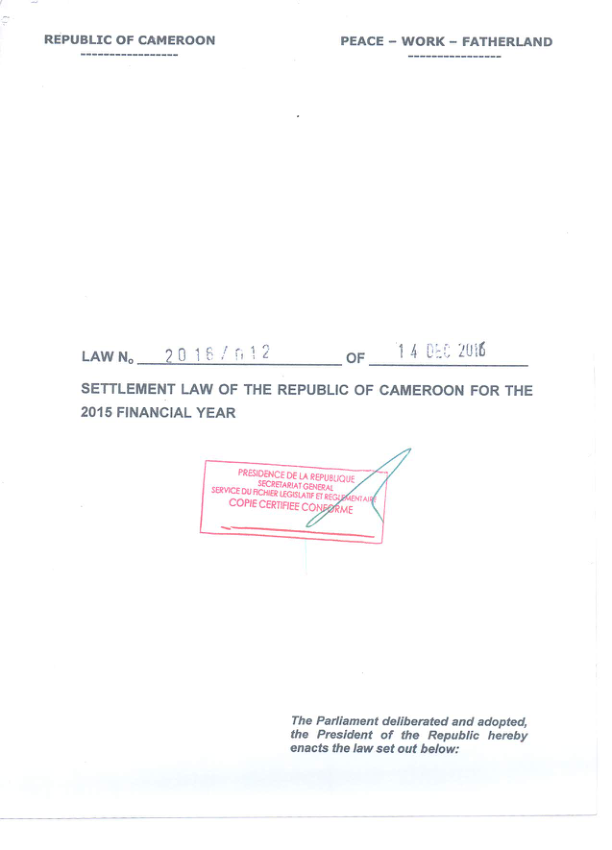 REPUBLIC OF CAMEROON
PEACE – WORK – FATHERLAND
-----------------
----------------
LAW No 2016/012 OF 14 DEC 2016
SETTLEMENT LAW OF THE REPUBLIC OF CAMEROON FOR THE
2015 FINANCIAL YEAR
PRESIDENCE DE LA REPUBLIQUE
SECRETARIAT GENERAL
SERVICE DU FICHIER LEGISLATIF ET REGLEMENTAIRE
COPIE CERTIFIEE CONFORME
The Parliament deliberated and adopted,
the President of the Republic hereby
enacts the law set out below: